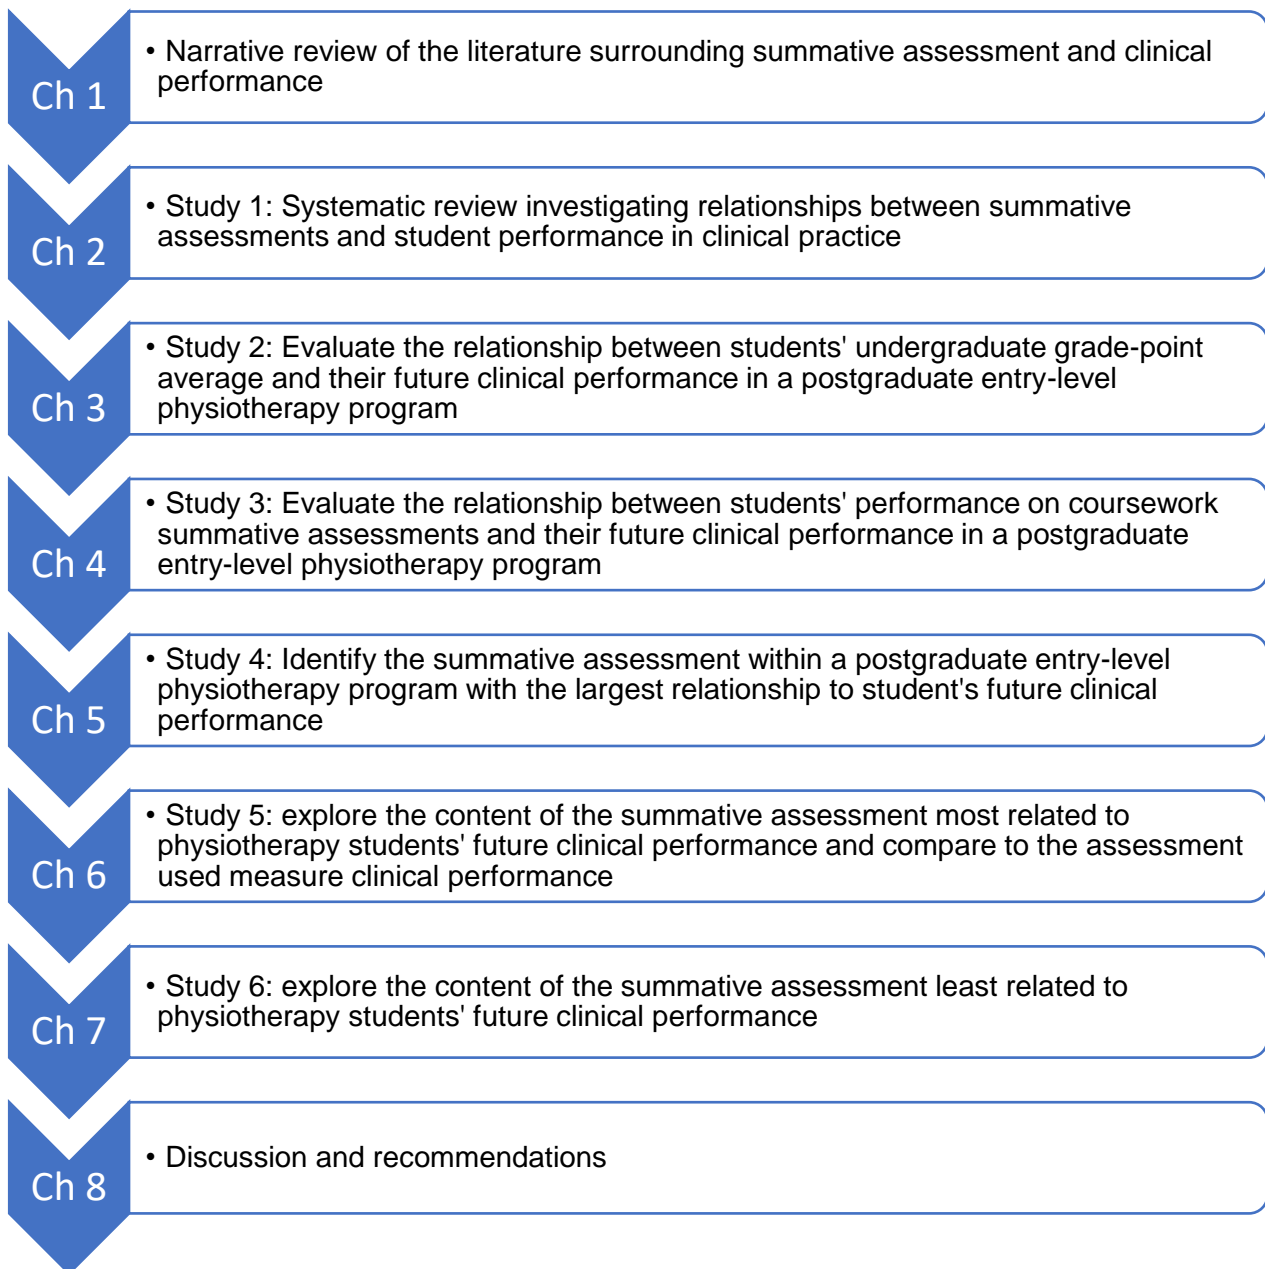 Ch 1
• Narrative review of the literature surrounding summative assessment and clinical
performance
Ch 2
• Study 1: Systematic review investigating relationships between summative
assessments and student performance in clinical practice
Ch 3
• Study 2: Evaluate the relationship between students' undergraduate grade-point
average and their future clinical performance in a postgraduate entry-level
physiotherapy program
Ch 4
• Study 3: Evaluate the relationship between students' performance on coursework
summative assessments and their future clinical performance in a postgraduate
entry-level physiotherapy program
Ch 5
• Study 4: Identify the summative assessment within a postgraduate entry-level
physiotherapy program with the largest relationship to student's future clinical
performance
Ch 6
• Study 5: explore the content of the summative assessment most related to
physiotherapy students' future clinical performance and compare to the assessment
used measure clinical performance
Ch 7
• Study 6: explore the content of the summative assessment least related to
physiotherapy students' future clinical performance
Ch 8
• Discussion and recommendations